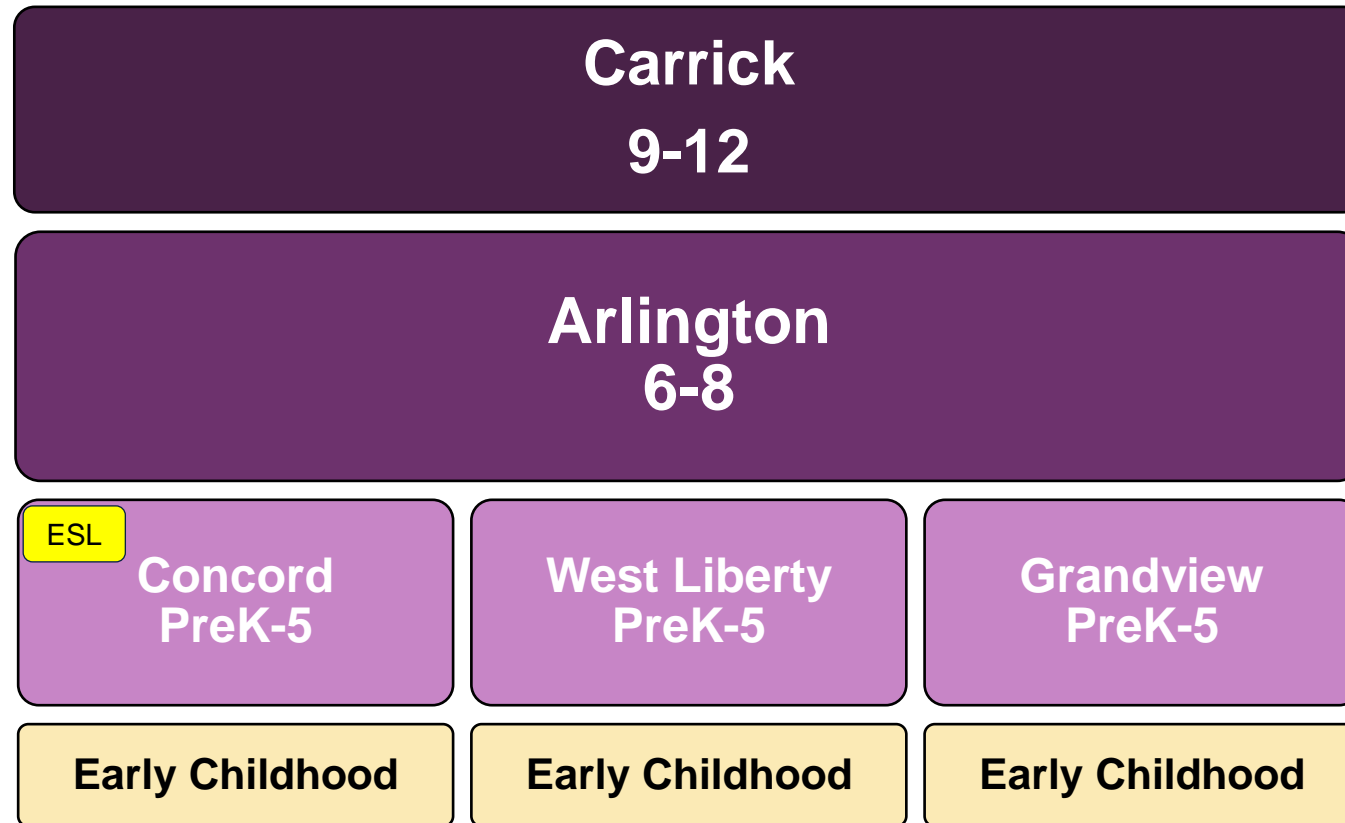 Carrick
9-12
Arlington
6-8
ESL
Concord
PreK-5
West Liberty
PreK-5
Grandview
PreK-5
Early Childhood
Early Childhood
Early Childhood